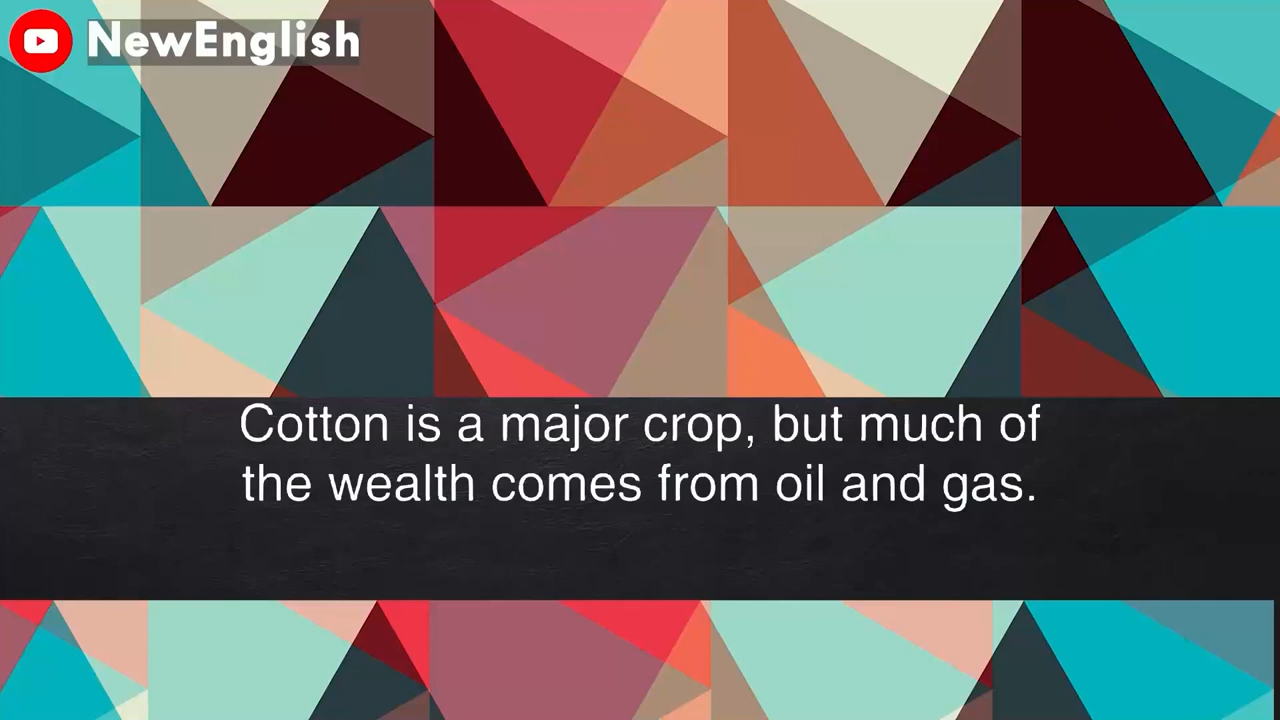 NewEnglish
Cotton is a major crop, but much of
the wealth comes from oil and gas.